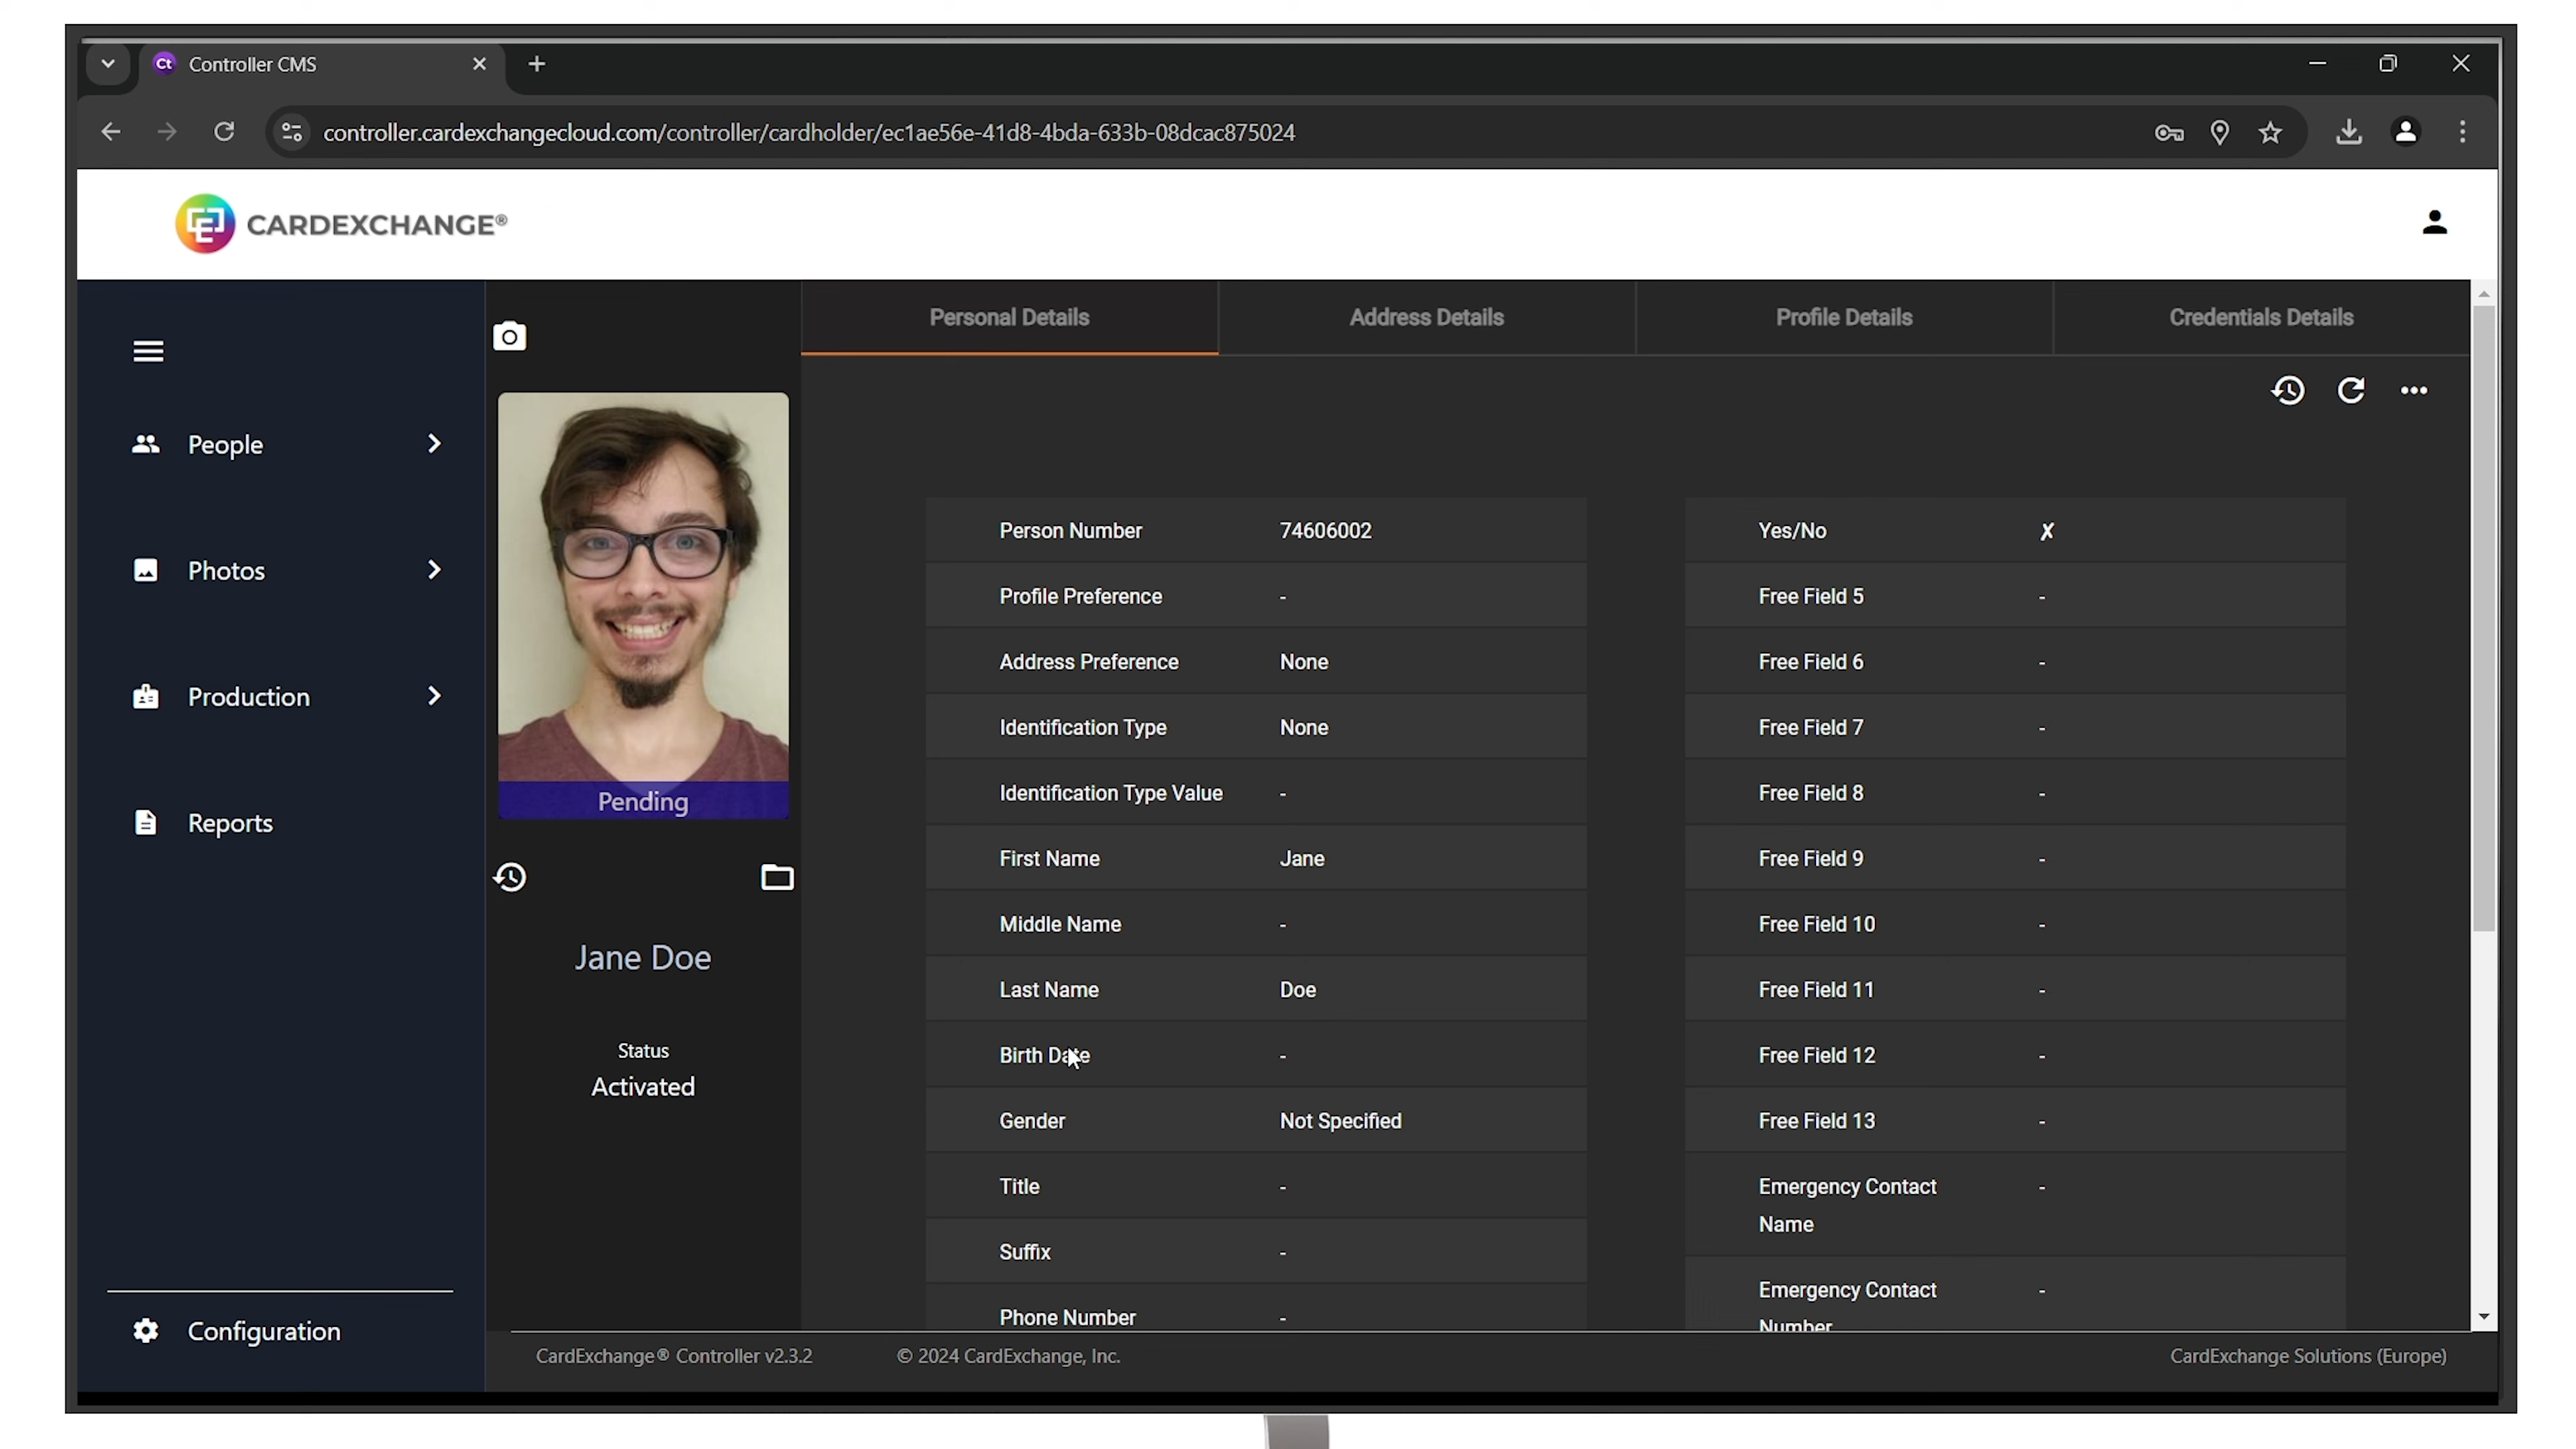 Ct Controller CMS
controller.cardexchangecloud.com/controller/cardholder/ec1ae56e-41d8-4bda-633b-08dcac875024
CARDEXCHANGE®
People
Photos
Production
Reports
Configuration
Pending
Jane Doe
Status
Activated
Personal Details
Address Details
Profile Details
Credentials Details
Person Number 74606002
Profile Preference -
Address Preference None
Identification Type None
Identification Type Value -
First Name Jane
Middle Name -
Last Name Doe
Birth Date -
Gender Not Specified
Title -
Suffix -
Phone Number -
Yes/No ✗
Free Field 5 -
Free Field 6 -
Free Field 7 -
Free Field 8 -
Free Field 9 -
Free Field 10 -
Free Field 11 -
Free Field 12 -
Free Field 13 -
Emergency Contact -
Name
Emergency Contact -
Number
CardExchange® Controller v2.3.2
© 2024 CardExchange, Inc.
CardExchange Solutions (Europe)